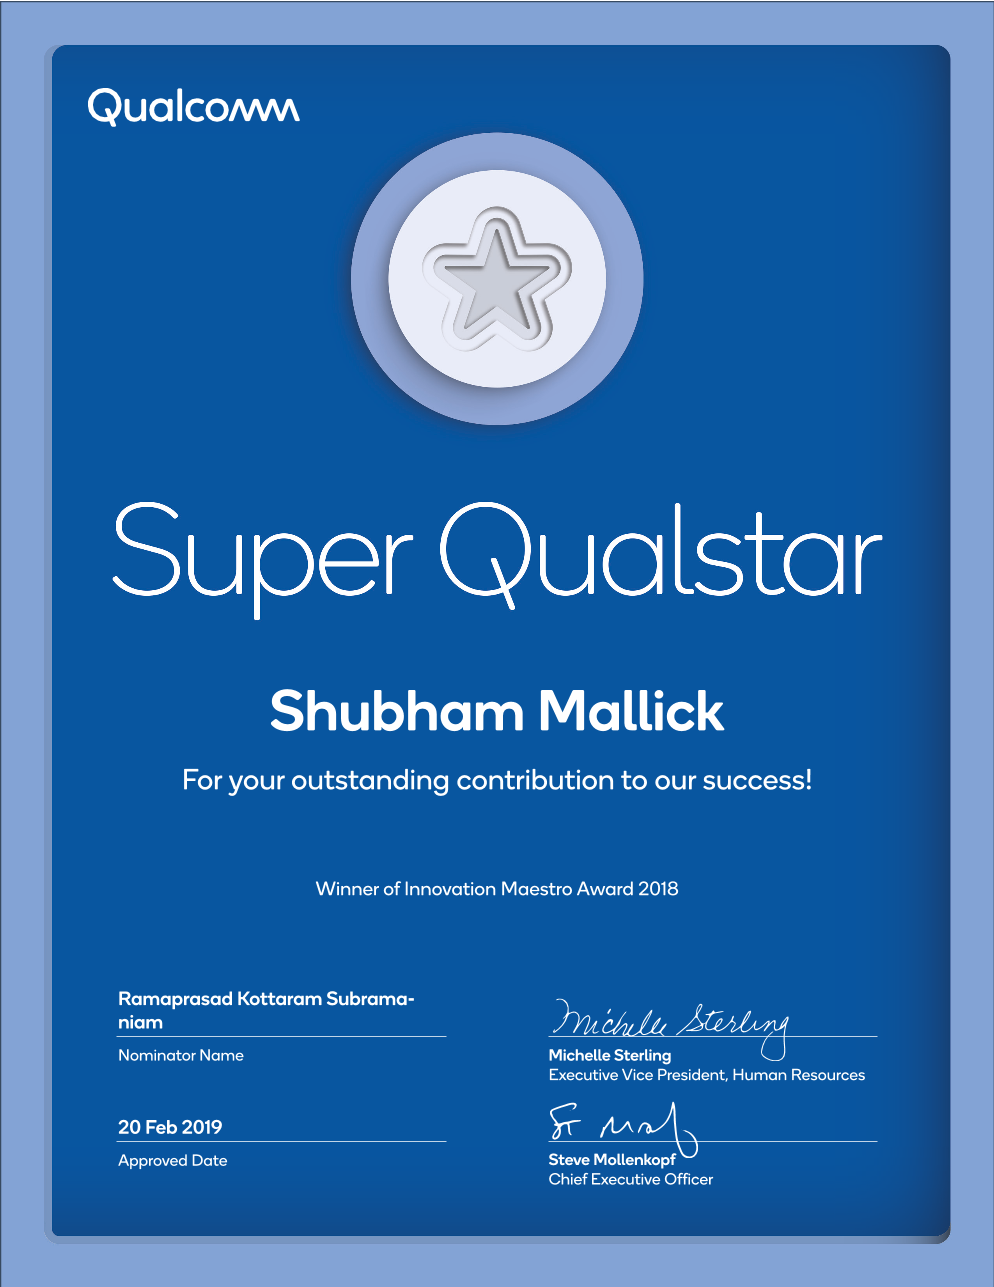 Qualcomm
Super Qualstar
Shubham Mallick
For your outstanding contribution to our success!
Winner of Innovation Maestro Award 2018
Ramaprasad Kottaram Subrama-
niam
Nominator Name
Michelle Sterling
Michelle Sterling
Executive Vice President, Human Resources
20 Feb 2019
Approved Date
Steve Mollenkopf
Chief Executive Officer